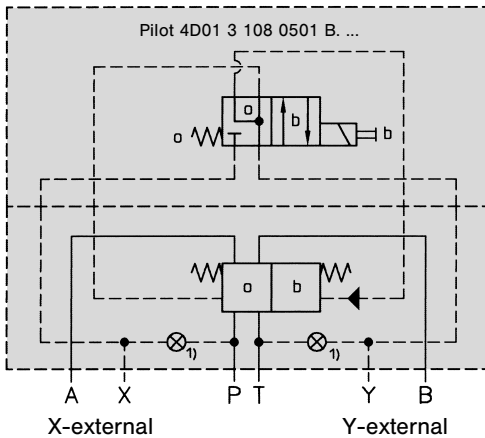 Pilot 4D01 3 108 0501 B. ...
o
o b b
o b
1) 1)
A X P T Y B
X-external Y-external